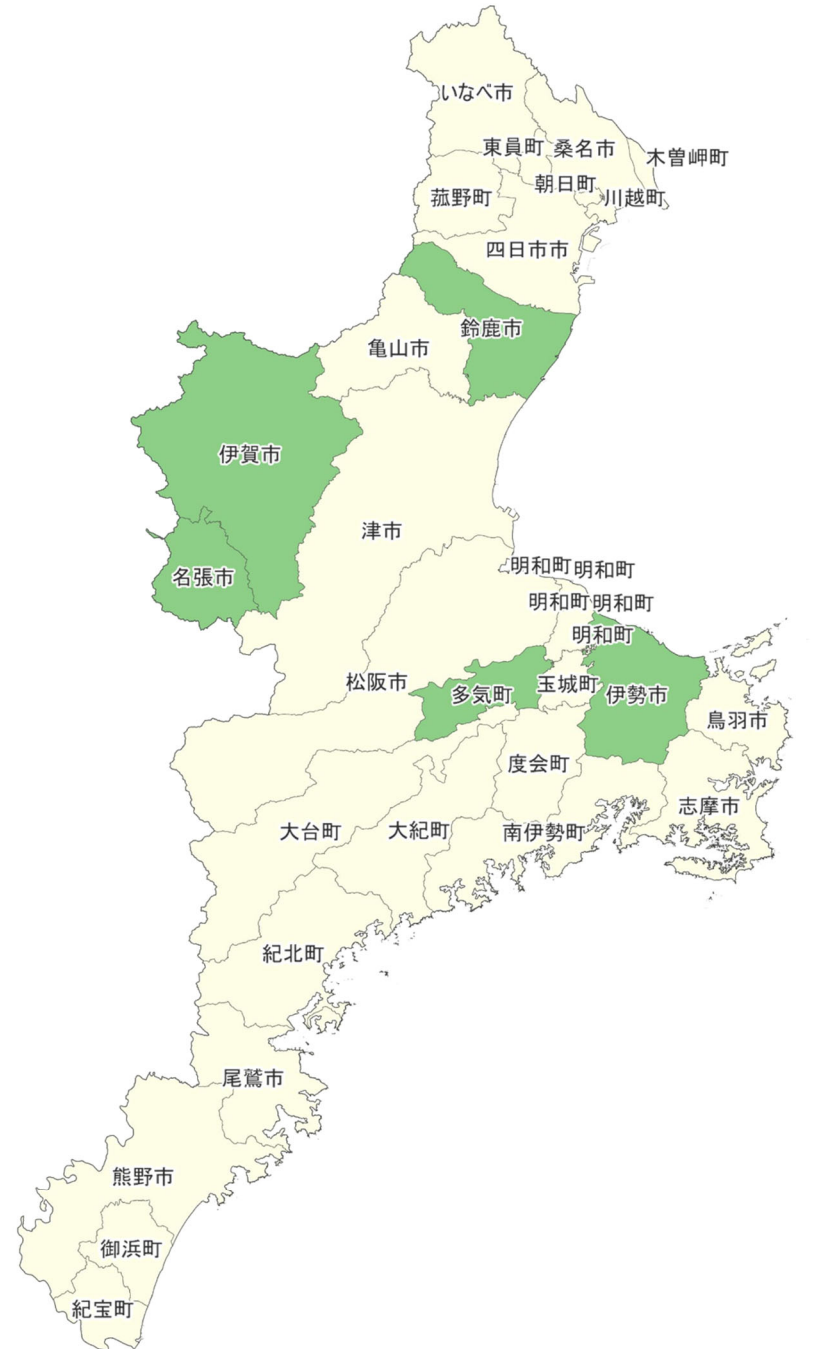 いなべ市
東員町
桑名市
木曽岬町
朝日町
菰野町
川越町
四日市市
鈴鹿市
亀山市
伊賀市
津市
明和町
明和町
名張市
明和町
明和町
明和町
松阪市
多気町
玉城町
伊勢市
鳥羽市
度会町
志摩市
大台町
大紀町
南伊勢町
紀北町
尾鷲市
熊野市
御浜町
紀宝町